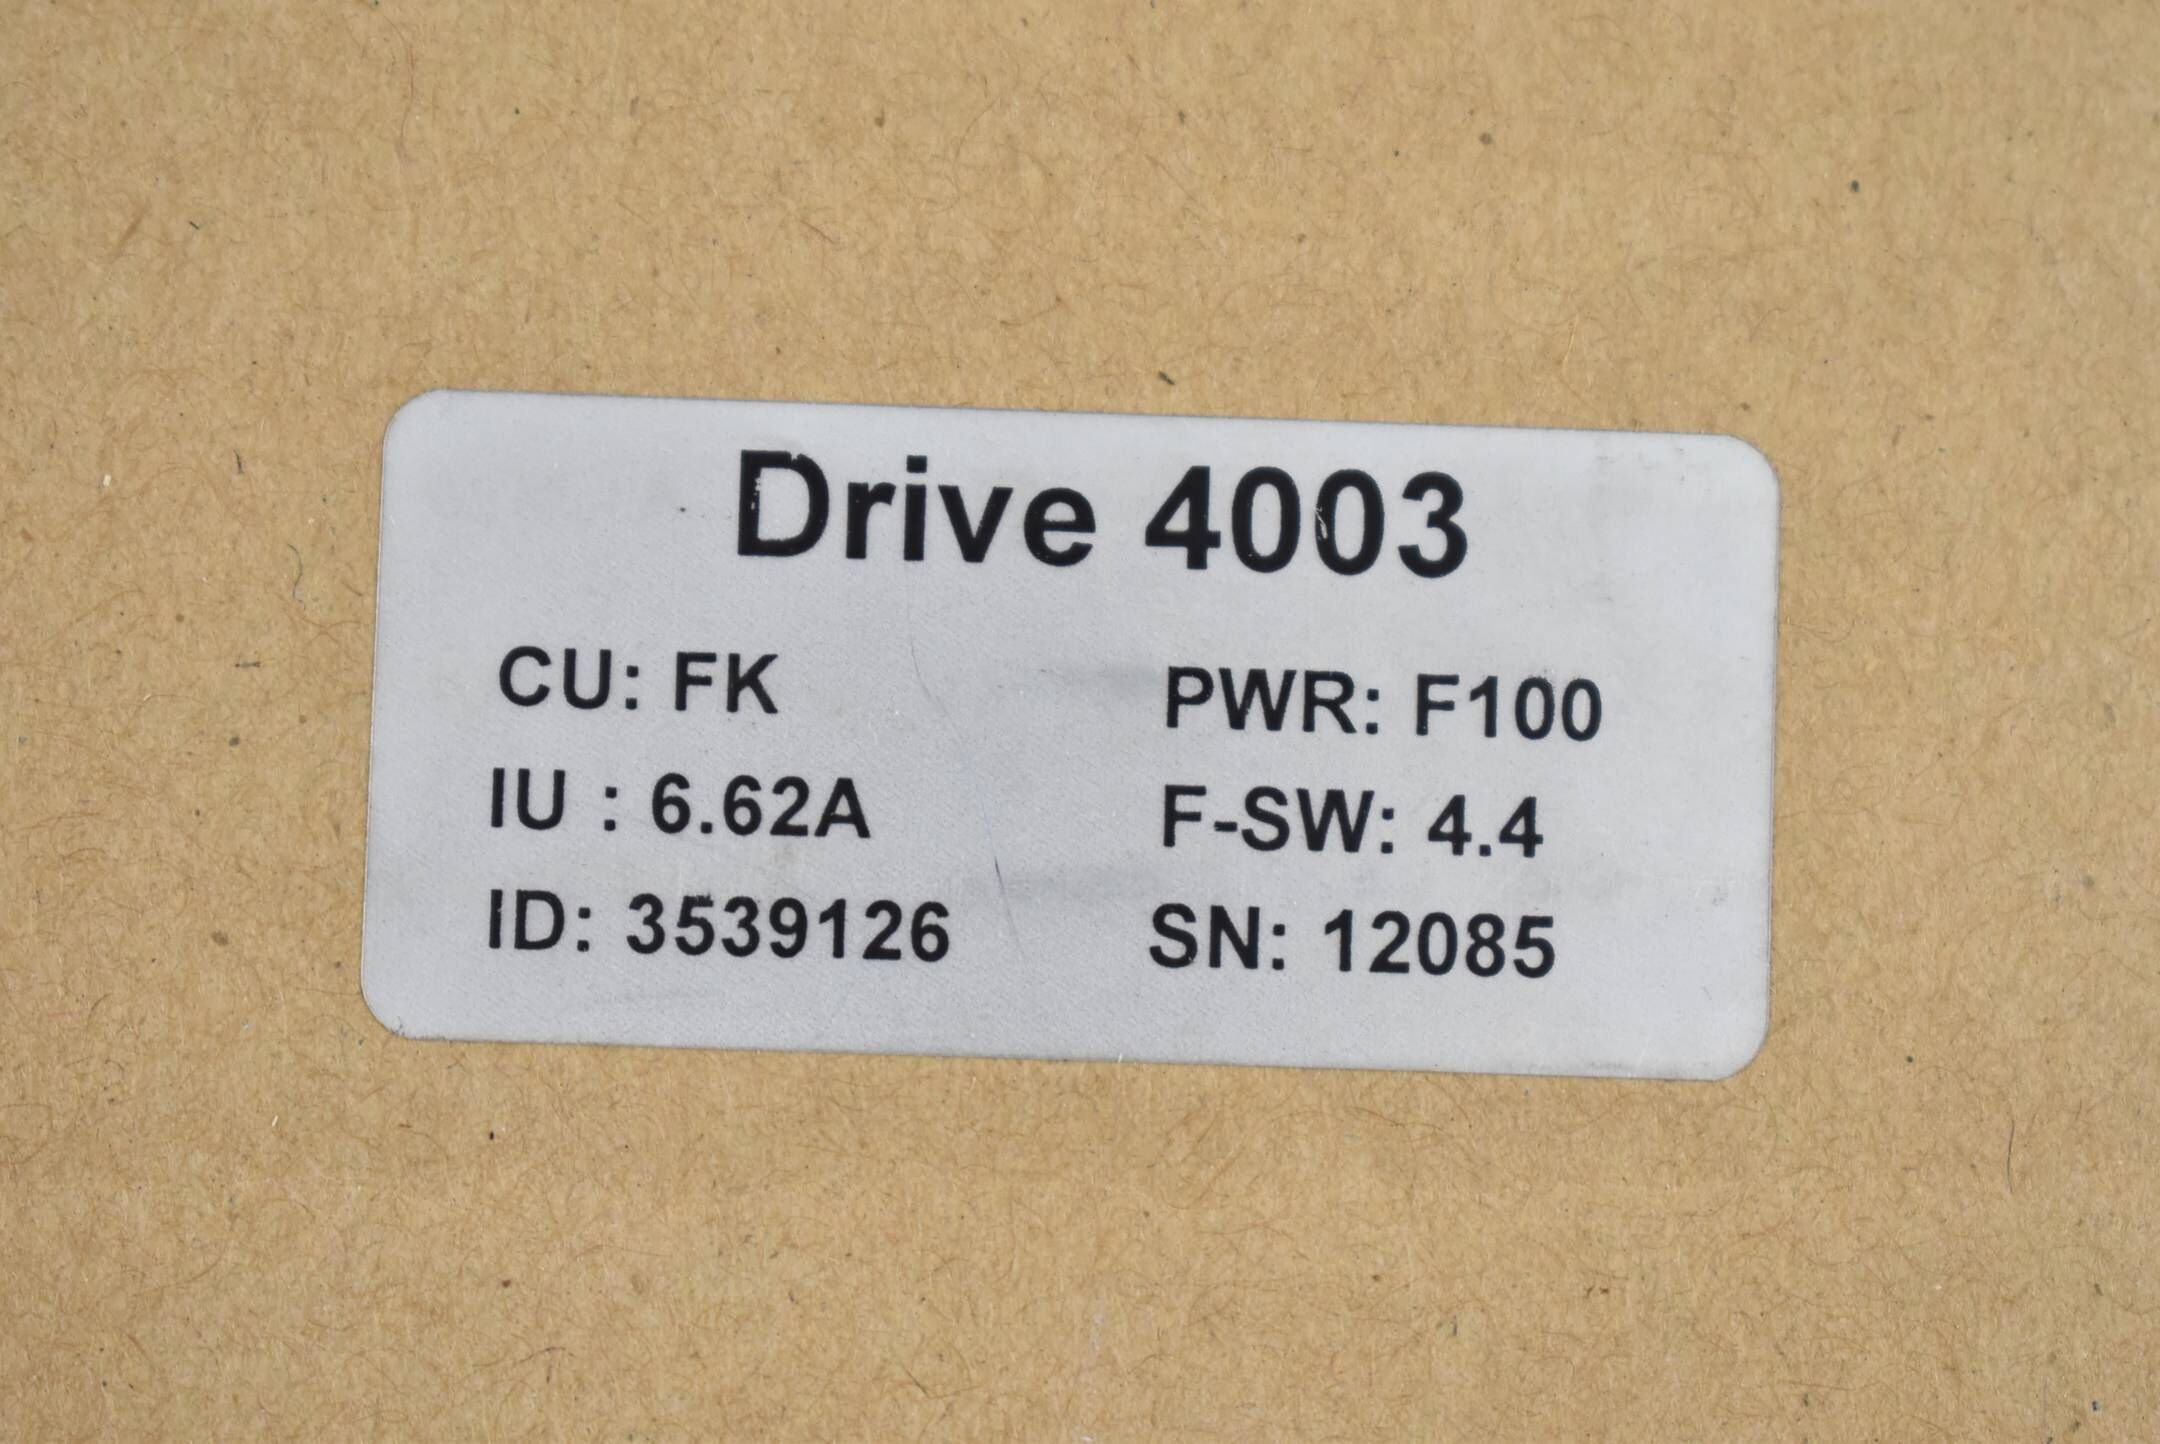 Drive 4003
CU: FK PWR: F100
IU : 6.62A F-SW: 4.4
ID: 3539126 SN: 12085